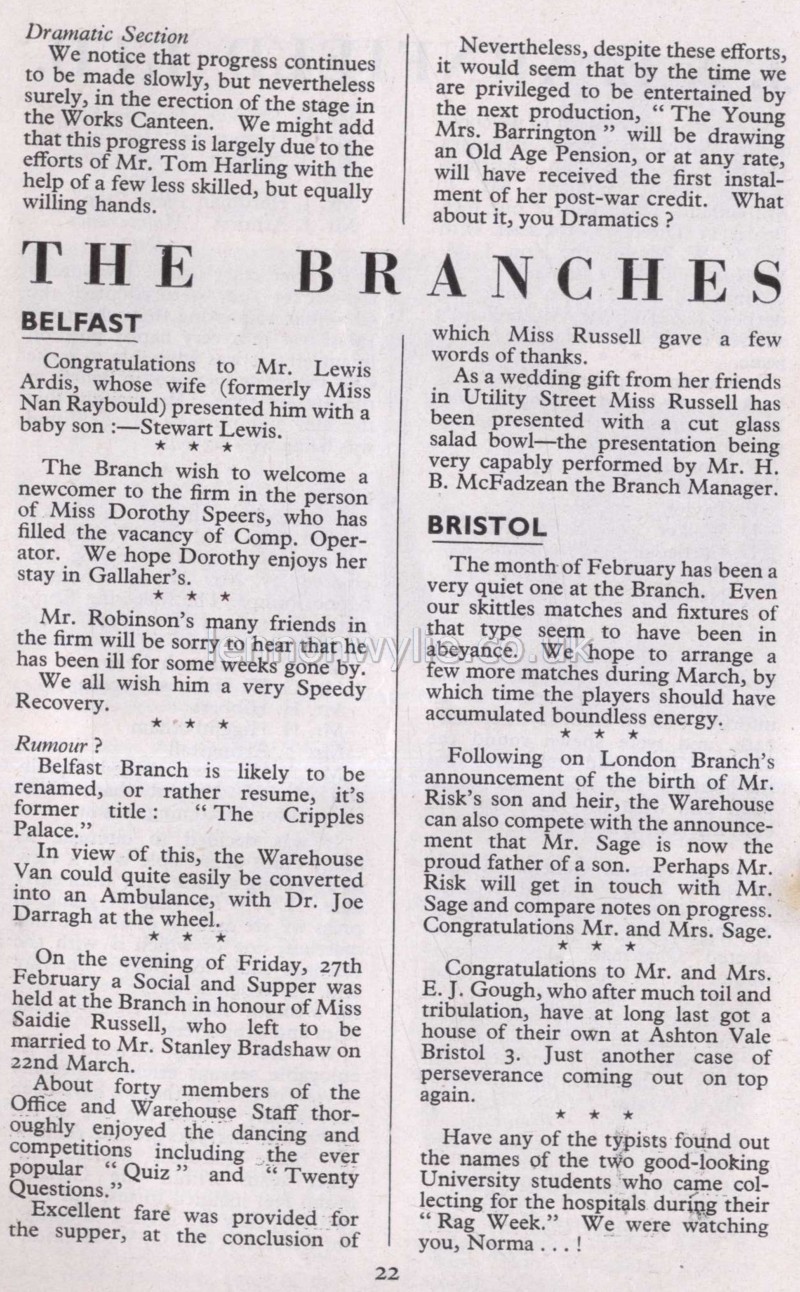 Dramatic Section
We notice that progress continues
to be made slowly, but nevertheless
surely, in the erection of the stage in
the Works Canteen. We might add
that this progress is largely due to the
efforts of Mr. Tom Harling with the
help of a few less skilled, but equally
willing hands.
Nevertheless, despite these efforts,
it would seem that by the time we
are privileged to be entertained by
the next production, “ The Young
Mrs. Barrington ” will be drawing
an Old Age Pension, or at any rate,
will have received the first instal-
ment of her post-war credit. What
about it, you Dramatics ?
THE BRANCHES
BELFAST
Congratulations to Mr. Lewis
Ardis, whose wife (formerly Miss
Nan Raybould) presented him with a
baby son :—Stewart Lewis.
* * *
The Branch wish to welcome a
newcomer to the firm in the person
of Miss Dorothy Speers, who has
filled the vacancy of Comp. Oper-
ator. We hope Dorothy enjoys her
stay in Gallaher’s.
* * *
Mr. Robinson’s many friends in
the firm will be sorry to hear that he
has been ill for some weeks gone by.
We all wish him a very Speedy
Recovery.
* * *
Rumour ?
Belfast Branch is likely to be
renamed, or rather resume, it’s
former title : “ The Cripples
Palace.”
In view of this, the Warehouse
Van could quite easily be converted
into an Ambulance, with Dr. Joe
Darragh at the wheel.
* * *
On the evening of Friday, 27th
February a Social and Supper was
held at the Branch in honour of Miss
Saidie Russell, who left to be
married to Mr. Stanley Bradshaw on
22nd March.
About forty members of the
Office and Warehouse Staff thor-
oughly enjoyed the dancing and
competitions including the ever
popular “ Quiz ” and “ Twenty
Questions.”
Excellent fare was provided for
the supper, at the conclusion of
which Miss Russell gave a few
words of thanks.
As a wedding gift from her friends
in Utility Street Miss Russell has
been presented with a cut glass
salad bowl—the presentation being
very capably performed by Mr. H.
B. McFadzean the Branch Manager.
BRISTOL
The month of February has been a
very quiet one at the Branch. Even
our skittles matches and fixtures of
that type seem to have been in
abeyance. We hope to arrange a
few more matches during March, by
which time the players should have
accumulated boundless energy.
* * *
Following on London Branch’s
announcement of the birth of Mr.
Risk’s son and heir, the Warehouse
can also compete with the announce-
ment that Mr. Sage is now the
proud father of a son. Perhaps Mr.
Risk will get in touch with Mr.
Sage and compare notes on progress.
Congratulations Mr. and Mrs. Sage.
* * *
Congratulations to Mr. and Mrs.
E. J. Gough, who after much toil and
tribulation, have at long last got a
house of their own at Ashton Vale
Bristol 3. Just another case of
perseverance coming out on top
again.
* * *
Have any of the typists found out
the names of the two good-looking
University students who came col-
lecting for the hospitals during their
“ Rag Week.” We were watching
you, Norma . . . !
22
lennonwylie.co.uk